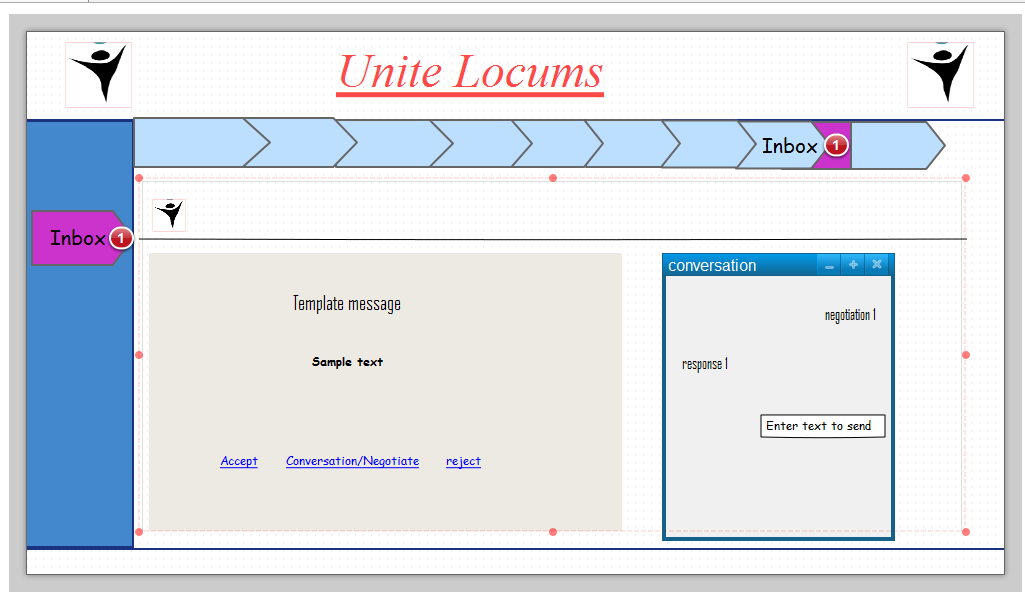 Unite Locums
Inbox 1
Inbox 1
Template message
Sample text
Accept Conversation/Negotiate reject
conversation
negotiation 1
response 1
Enter text to send